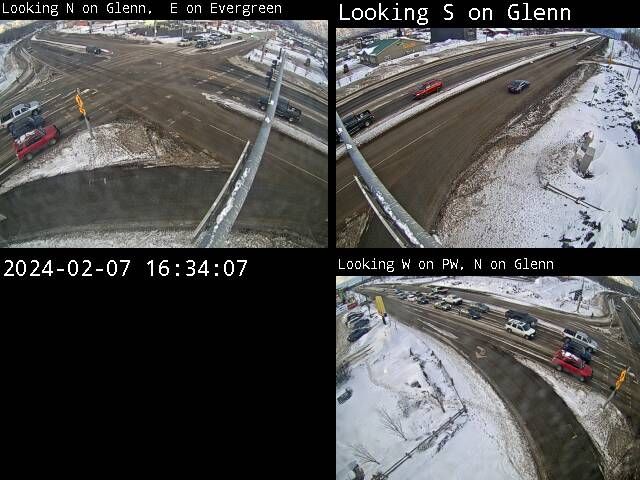 Looking N on Glenn, E on Evergreen
Looking S on Glenn
2024-02-07 16:34:07
Looking W on PW, N on Glenn